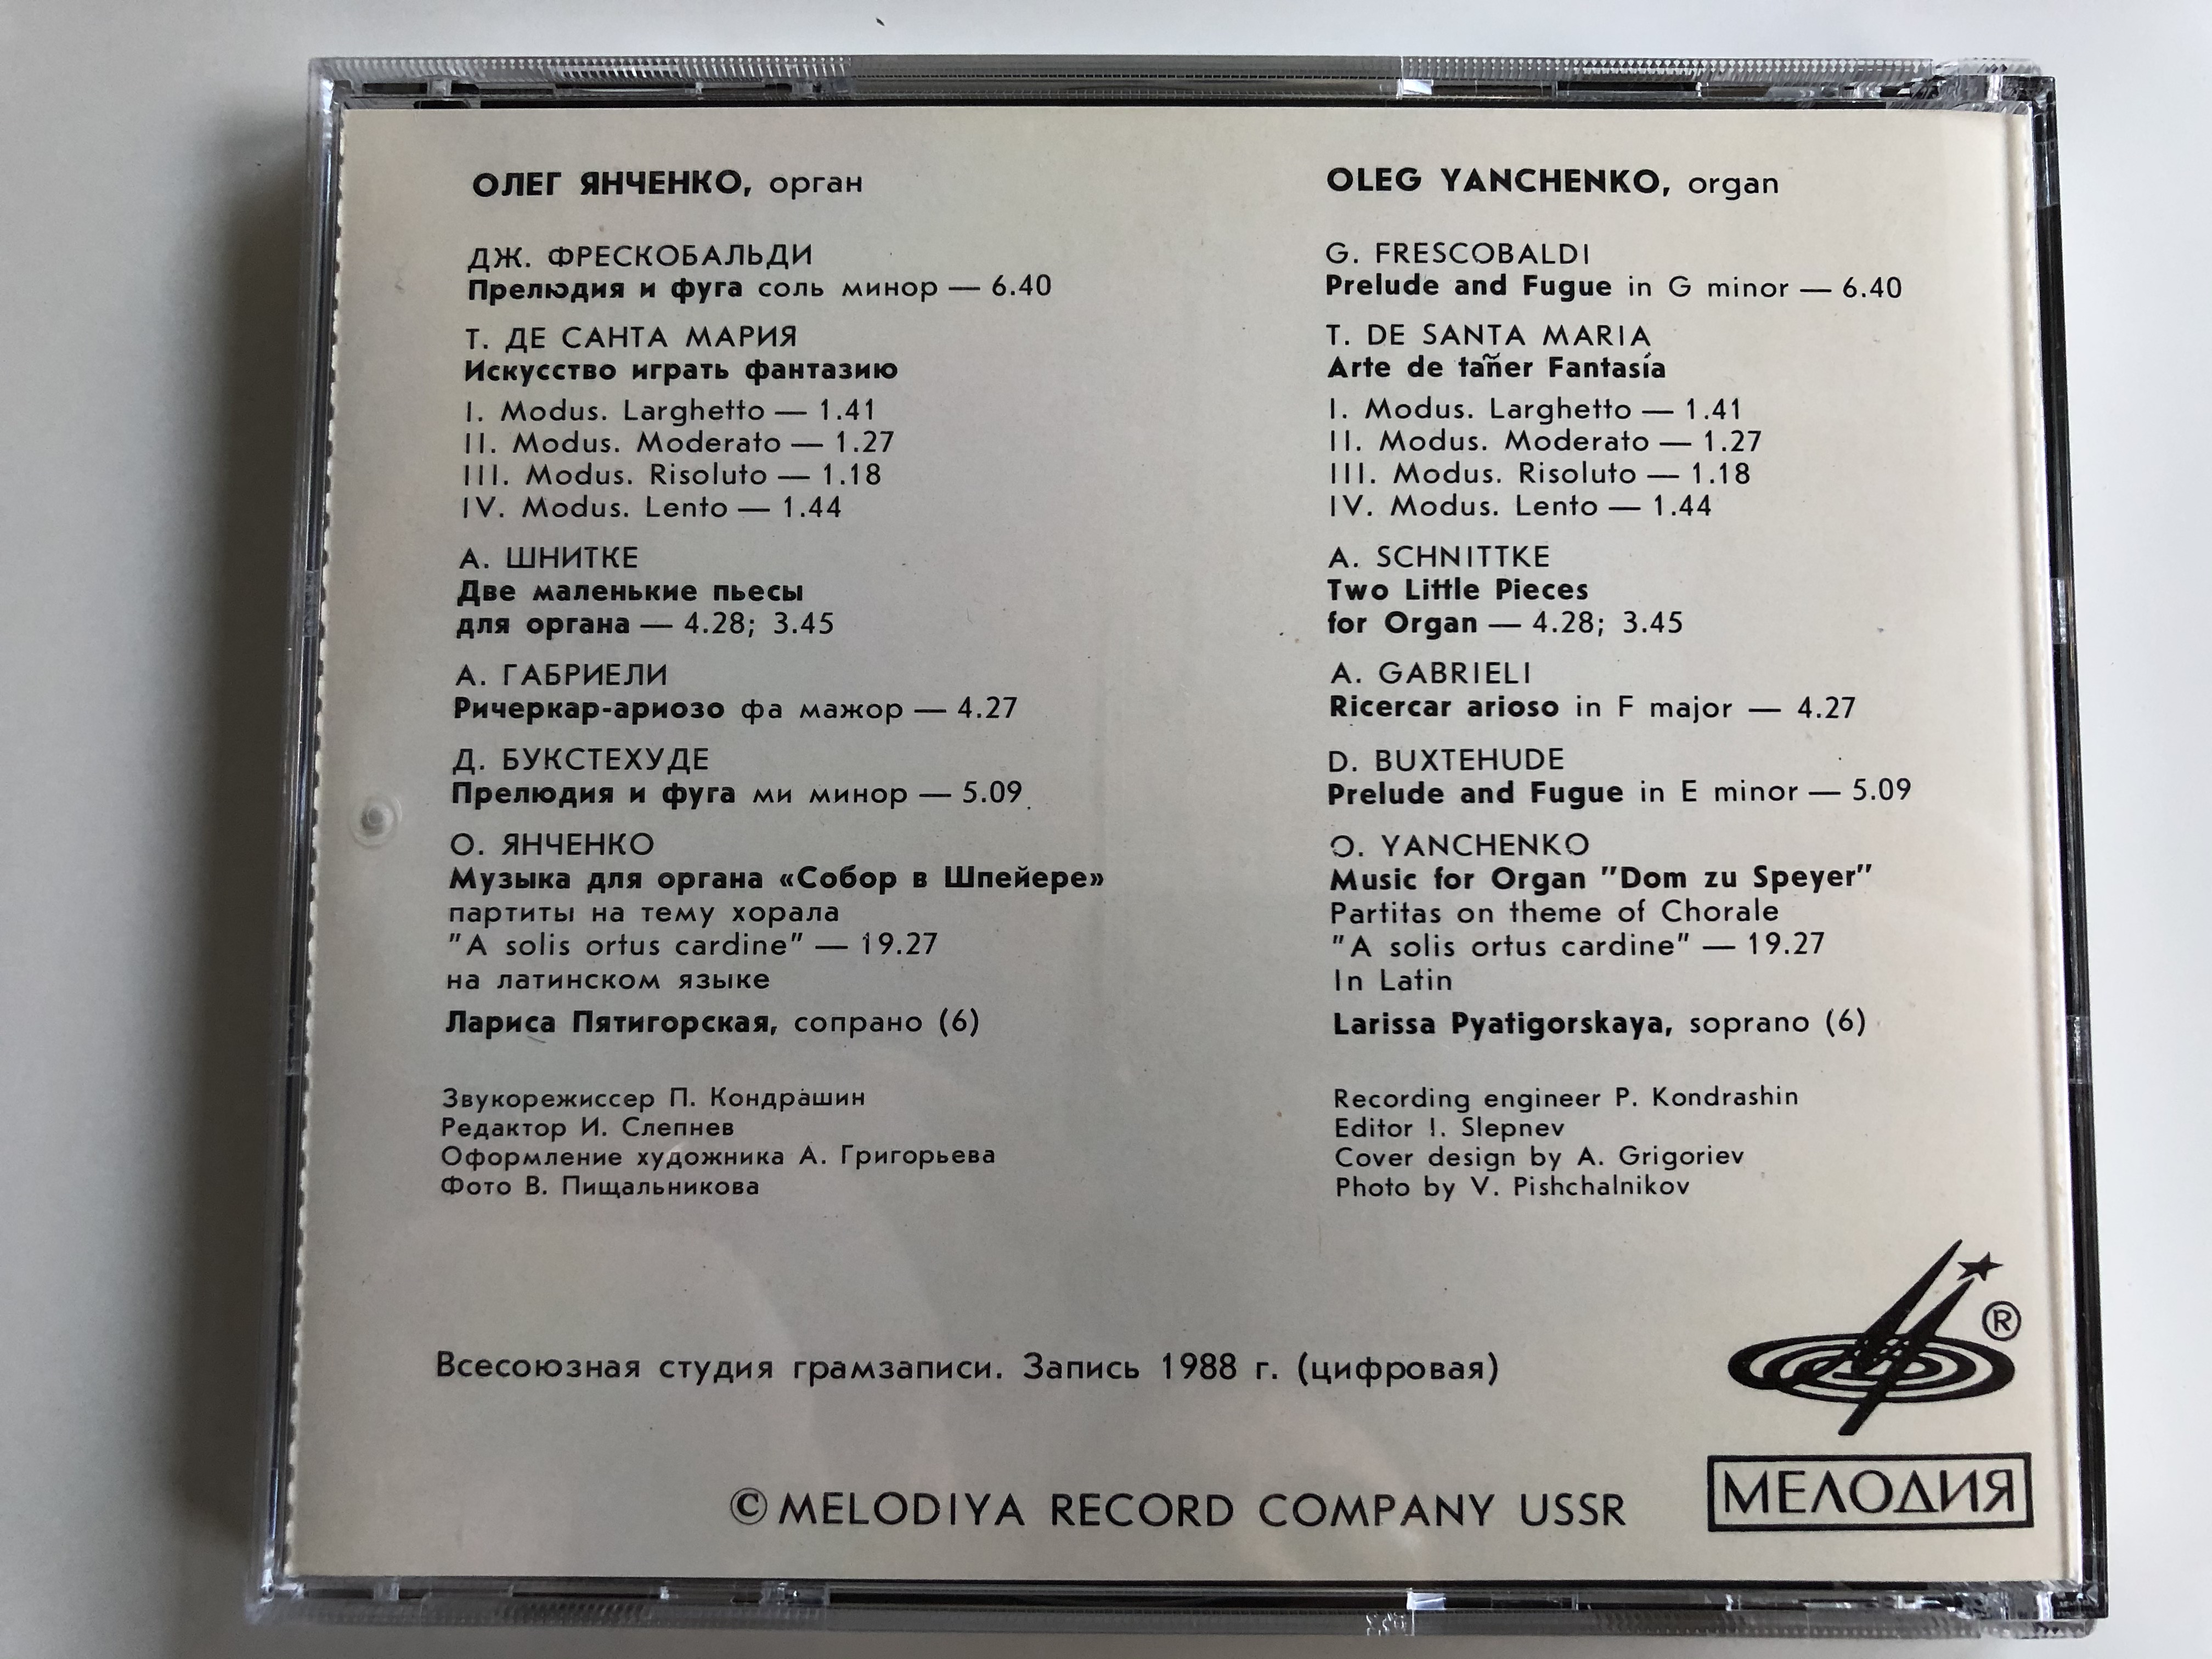 ОЛЕГ ЯНЧЕНКО, орган
ДЖ. ФРЕСКОБАЛЬДИ
Прелюдия и фуга соль минор — 6.40
Т. ДЕ САНТА МАРИЯ
Искусство играть фантазию
I. Modus. Larghetto — 1.41
II. Modus. Moderato — 1.27
III. Modus. Risoluto — 1.18
IV. Modus. Lento — 1.44
А. ШНИТКЕ
Две маленькие пьесы
для органа — 4.28; 3.45
А. ГАБРИЕЛИ
Ричеркар-ариозо фа мажор — 4.27
Д. БУКСТЕХУДЕ
Прелюдия и фуга ми минор — 5.09
О. ЯНЧЕНКО
Музыка для органа «Собор в Шпейере»
партиты на тему хорала
"A solis ortus cardine" — 19.27
на латинском языке
Лариса Пятигорская, сопрано (6)
Звукорежиссер П. Кондрашин
Редактор И. Слепнев
Оформление художника А. Григорьева
Фото В. Пищальникова
OLEG YANCHENKO, organ
G. FRESCOBALDI
Prelude and Fugue in G minor — 6.40
T. DE SANTA MARIA
Arte de tañer Fantasía
I. Modus. Larghetto — 1.41
II. Modus. Moderato — 1.27
III. Modus. Risoluto — 1.18
IV. Modus. Lento — 1.44
A. SCHNITTKE
Two Little Pieces
for Organ — 4.28; 3.45
A. GABRIELI
Ricercar arioso in F major — 4.27
D. BUXTEHUDE
Prelude and Fugue in E minor — 5.09
O. YANCHENKO
Music for Organ "Dom zu Speyer"
Partitas on theme of Chorale
"A solis ortus cardine" — 19.27
In Latin
Larissa Pyatigorskaya, soprano (6)
Recording engineer P. Kondrashin
Editor I. Slepnev
Cover design by A. Grigoriev
Photo by V. Pishchalnikov
Всесоюзная студия грамзаписи. Запись 1988 г. (цифровая)
®
МЕЛОДИЯ
© MELODIYA RECORD COMPANY USSR